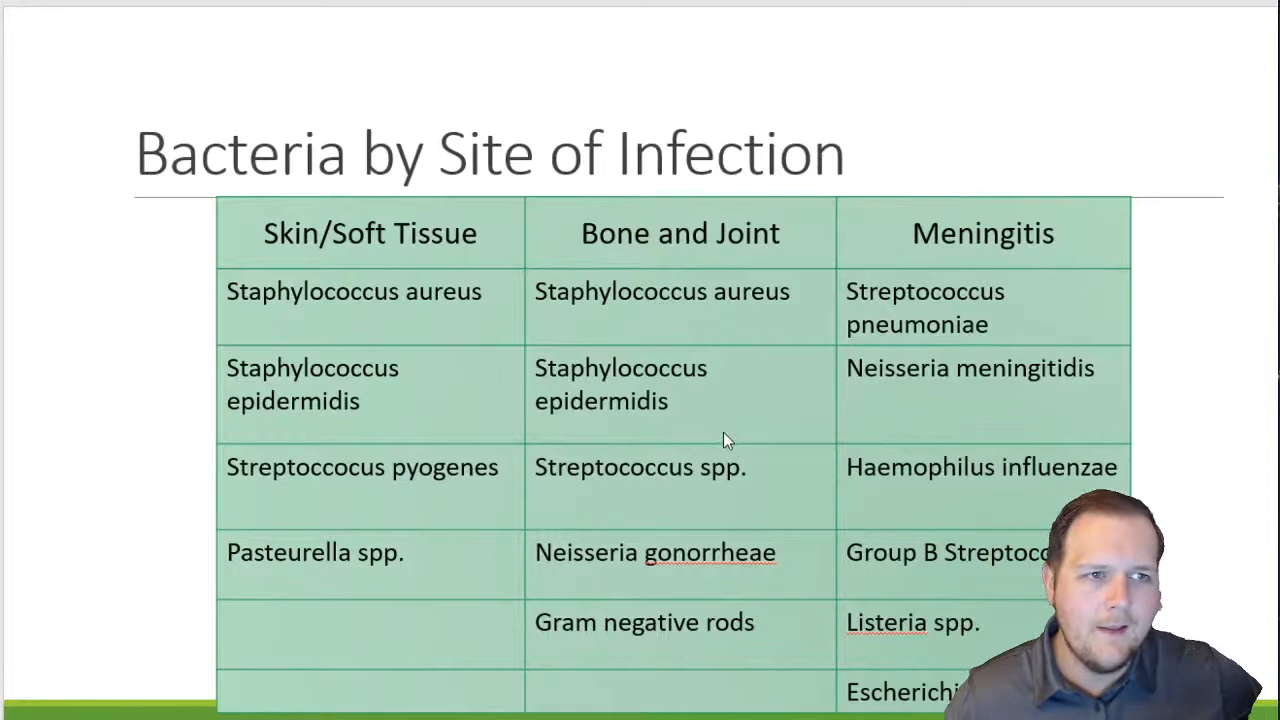 Bacteria by Site of Infection
Skin/Soft Tissue
Bone and Joint
Meningitis
Staphylococcus aureus
Staphylococcus aureus
Streptococcus
pneumoniae
Staphylococcus
epidermidis
Staphylococcus
epidermidis
Neisseria meningitidis
Streptoccocus pyogenes
Streptococcus spp.
Haemophilus influenzae
Pasteurella spp.
Neisseria gonorrheae
Group B
Gram negative rods
Listeria spp.